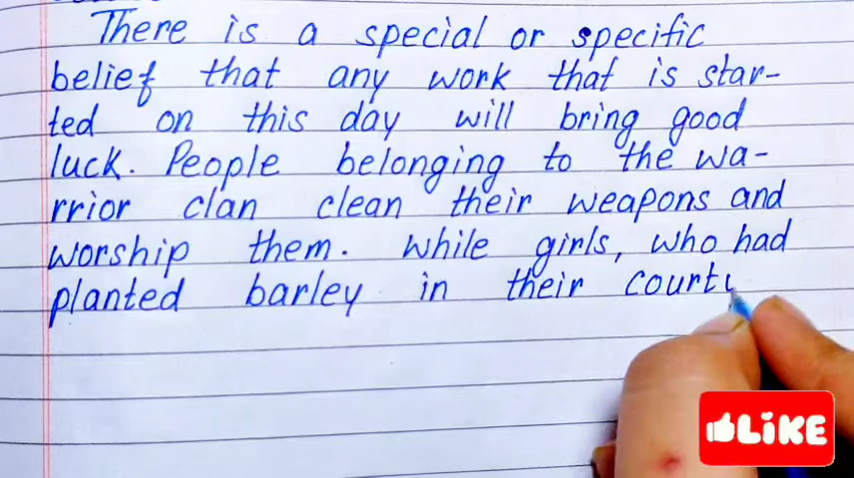 There is a special or specific
belief that any work that is star-
ted on this day will bring good
luck. People belonging to the wa-
rrior clan clean their weapons and
worship them. While girls, who had
planted barley in their court
LIKE